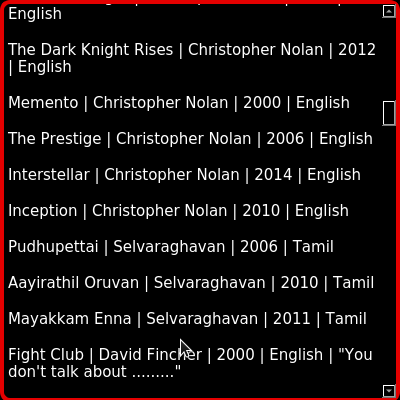 English
The Dark Knight Rises | Christopher Nolan | 2012
| English
Memento | Christopher Nolan | 2000 | English
The Prestige | Christopher Nolan | 2006 | English
Interstellar | Christopher Nolan | 2014 | English
Inception | Christopher Nolan | 2010 | English
Pudhupettai | Selvaraghavan | 2006 | Tamil
Aayirathil Oruvan | Selvaraghavan | 2010 | Tamil
Mayakkam Enna | Selvaraghavan | 2011 | Tamil
Fight Club | David Fincher | 2000 | English | "You
don't talk about ........."